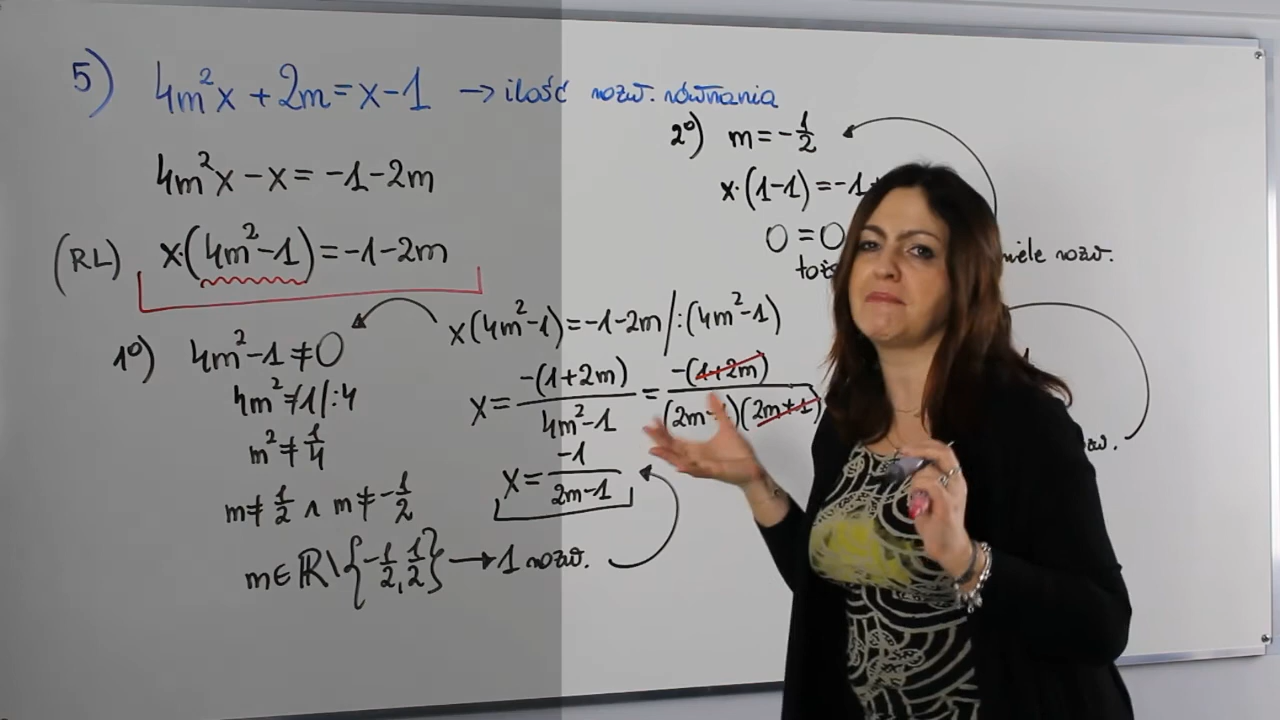 5) 4m²x + 2m = x - 1 → ilość rozw. równania
4m²x - x = -1 - 2m
(RL) x·(4m² - 1) = -1 - 2m
1⁰) 4m² - 1 ≠ 0
4m² ≠ 1 /:4
m² ≠ 1/4
m ≠ 1/2 ∧ m ≠ -1/2
m ∈ ℝ \ {-1/2, 1/2} → 1 rozw.
x(4m² - 1) = -1 - 2m /:(4m² - 1)
x = -(1 + 2m)/(4m² - 1) = -(1 + 2m)/(2m - 1)(2m + 1)
x = -1/(2m - 1)
2⁰) m = -1/2
x·(1 - 1) = -1
0 = 0
rozw.